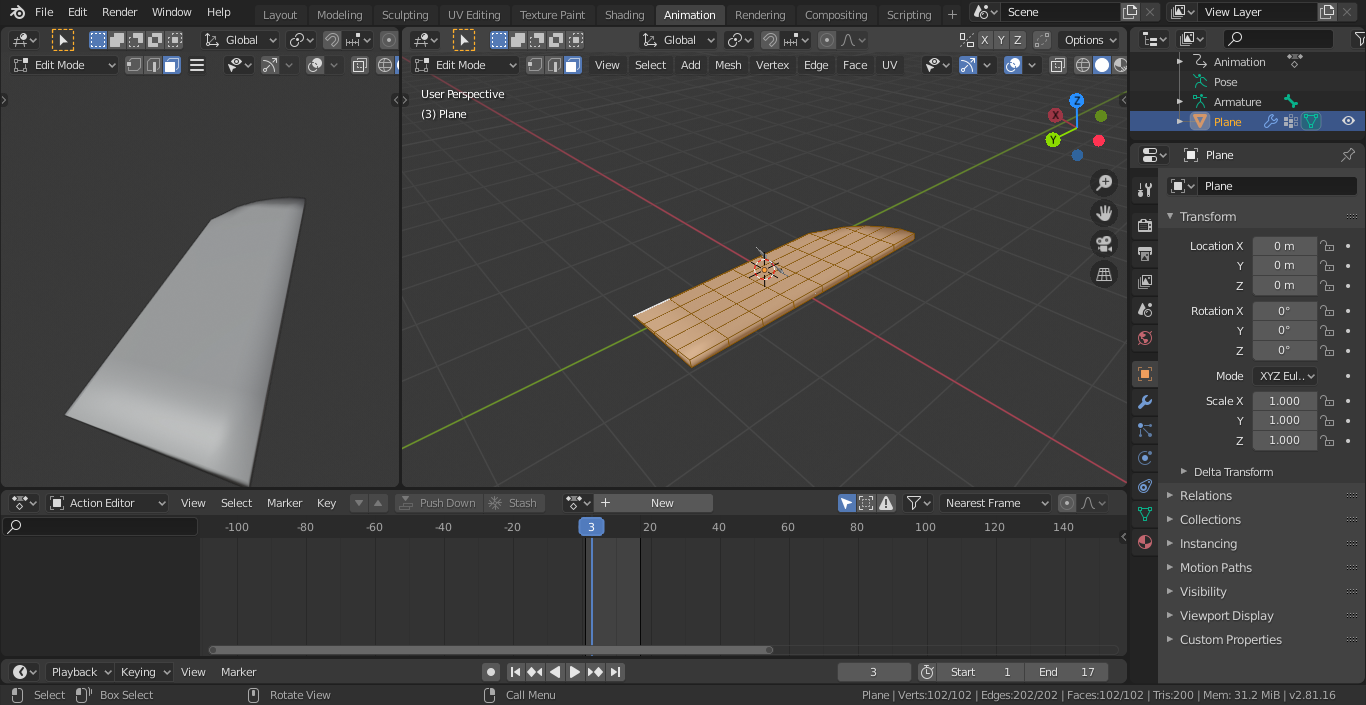 File Edit Render Window Help Layout Modeling Sculpting UV Editing Texture Paint Shading Animation Rendering Compositing Scripting + Scene View Layer
Global Global X Y Z Options
Edit Mode Edit Mode View Select Add Mesh Vertex Edge Face UV
User Perspective
(3) Plane
Z
X
Y
Animation
Pose
Armature
Plane
Plane
Plane
Transform
Location X 0 m
Y 0 m
Z 0 m
Rotation X 0°
Y 0°
Z 0°
Mode XYZ Eul..
Scale X 1.000
Y 1.000
Z 1.000
Delta Transform
Relations
Collections
Instancing
Motion Paths
Visibility
Viewport Display
Custom Properties
Action Editor View Select Marker Key Push Down Stash + New Nearest Frame
-100 -80 -60 -40 -20 3 20 40 60 80 100 120 140
Playback Keying View Marker 3 Start 1 End 17
Select Box Select Rotate View Call Menu Plane | Verts:102/102 | Edges:202/202 | Faces:102/102 | Tris:200 | Mem: 31.2 MiB | v2.81.16